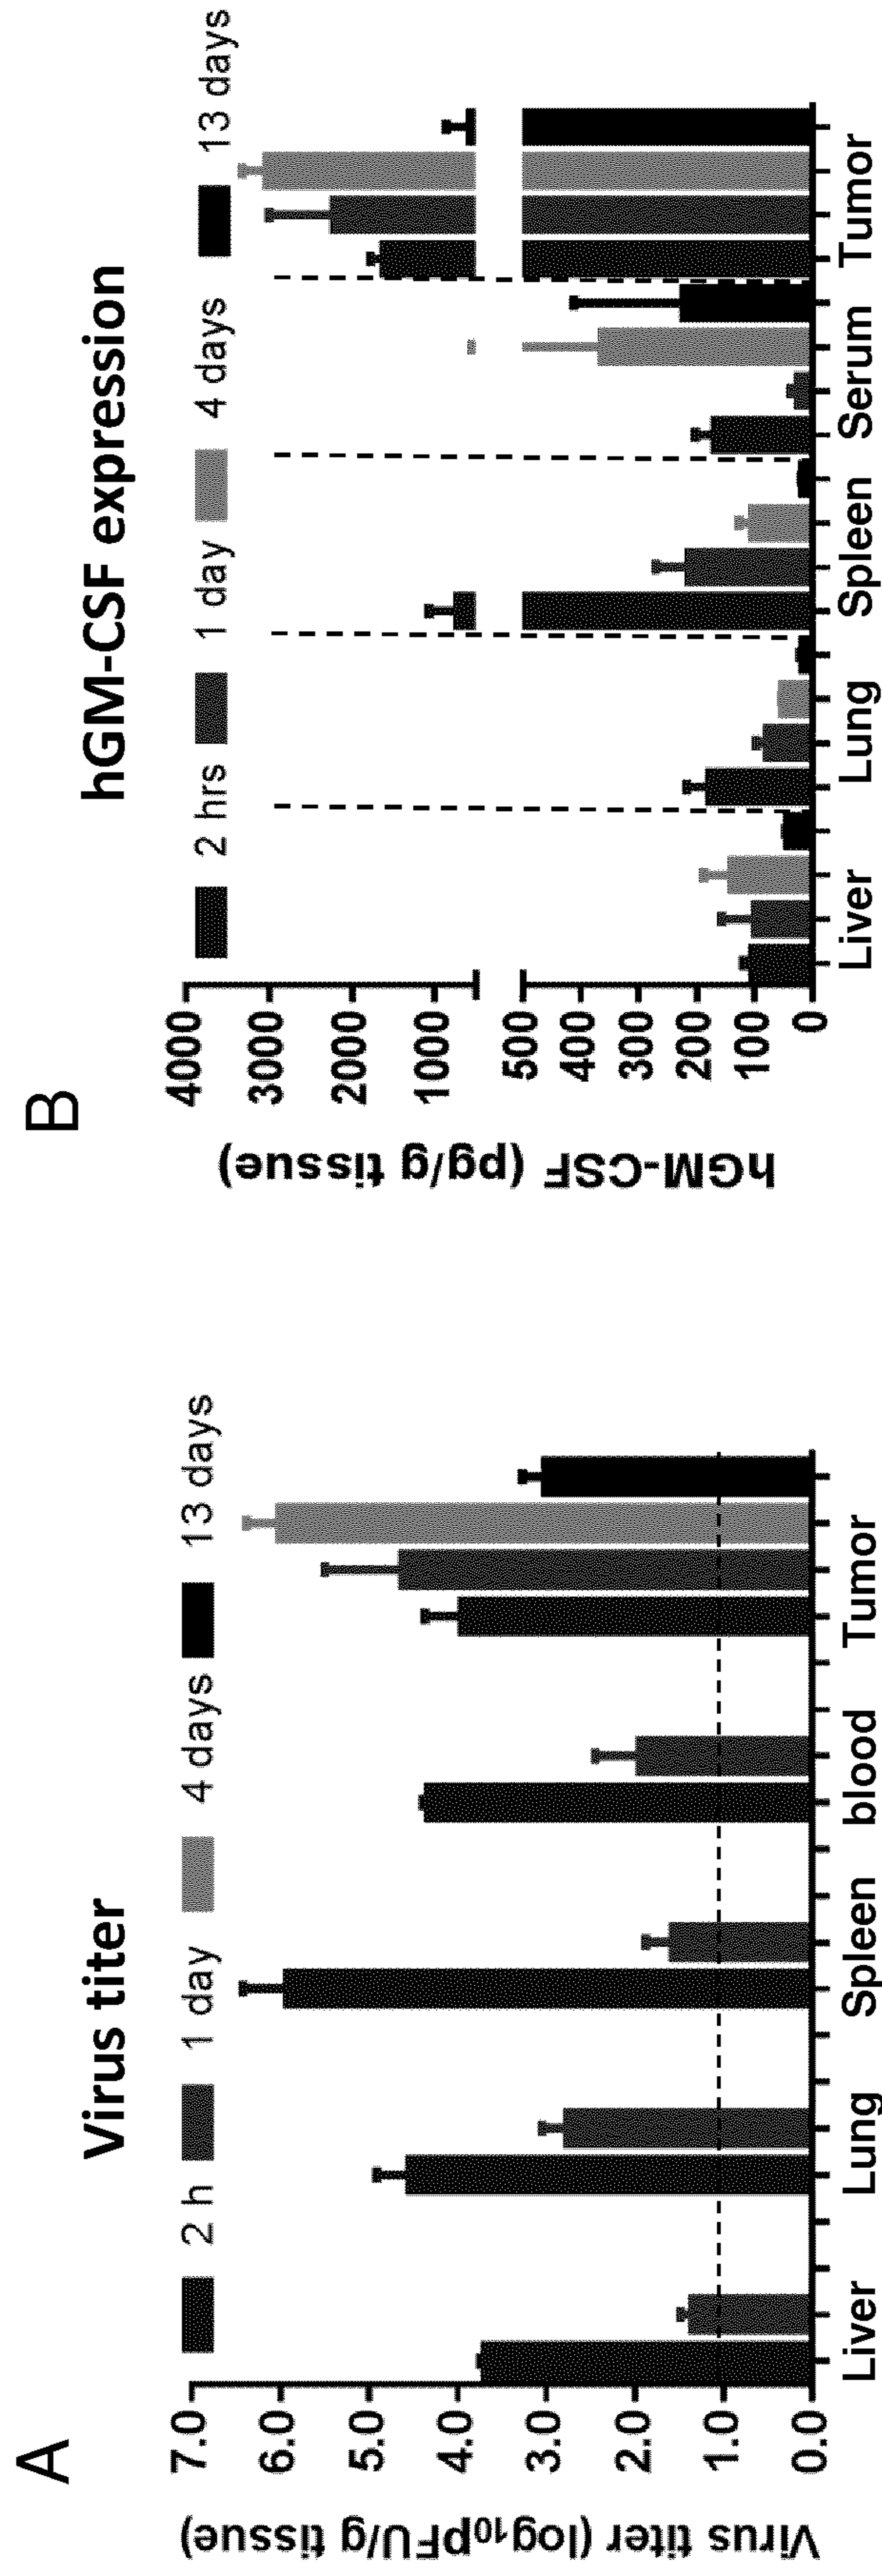 A
Virus titer
2 h 1 day 4 days 13 days
Virus titer (log10pFU/g tissue)
7.0
6.0
5.0
4.0
3.0
2.0
1.0
0.0
Liver Lung Spleen blood Tumor
B
hGM-CSF expression
2 hrs 1 day 4 days 13 days
hGM-CSF (pg/g tissue)
4000
3000
2000
1000
500
400
300
200
100
0
Liver Lung Spleen Serum Tumor